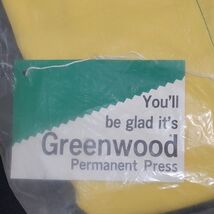 You'll
be glad it's
Greenwood
Permanent Press